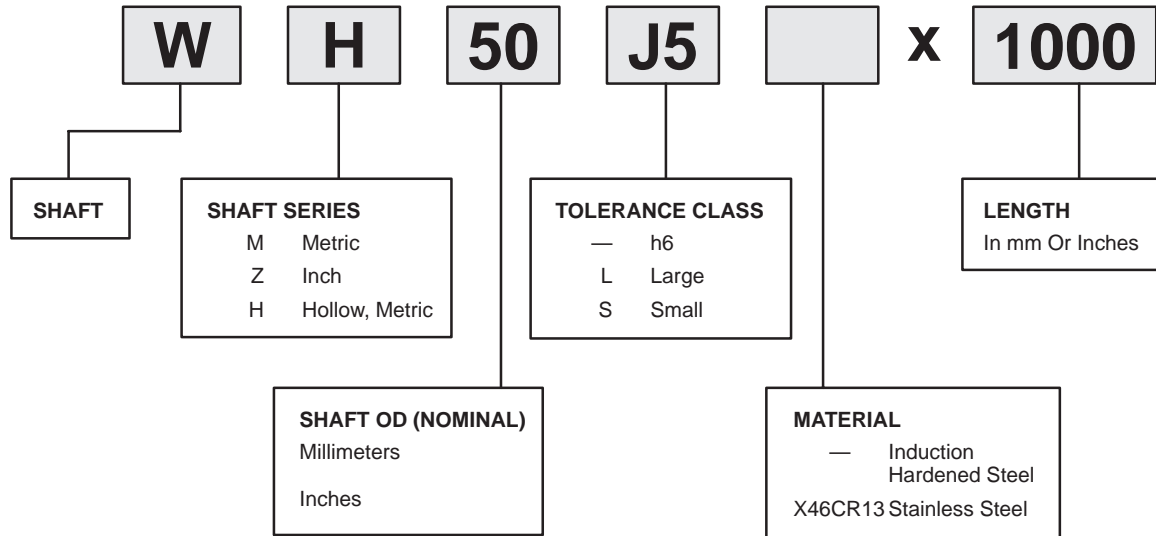 W H 50 J5 x 1000
SHAFT
SHAFT SERIES
M Metric
Z Inch
H Hollow, Metric
TOLERANCE CLASS
— h6
L Large
S Small
LENGTH
In mm Or Inches
SHAFT OD (NOMINAL)
Millimeters
Inches
MATERIAL
— Induction
Hardened Steel
X46CR13 Stainless Steel